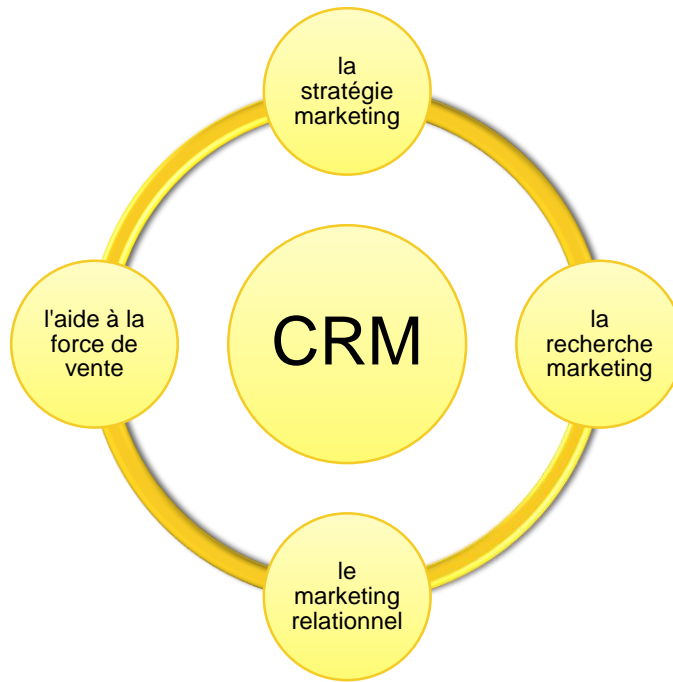 la
stratégie
marketing
l'aide à la
force de
vente
CRM
la
recherche
marketing
le
marketing
relationnel